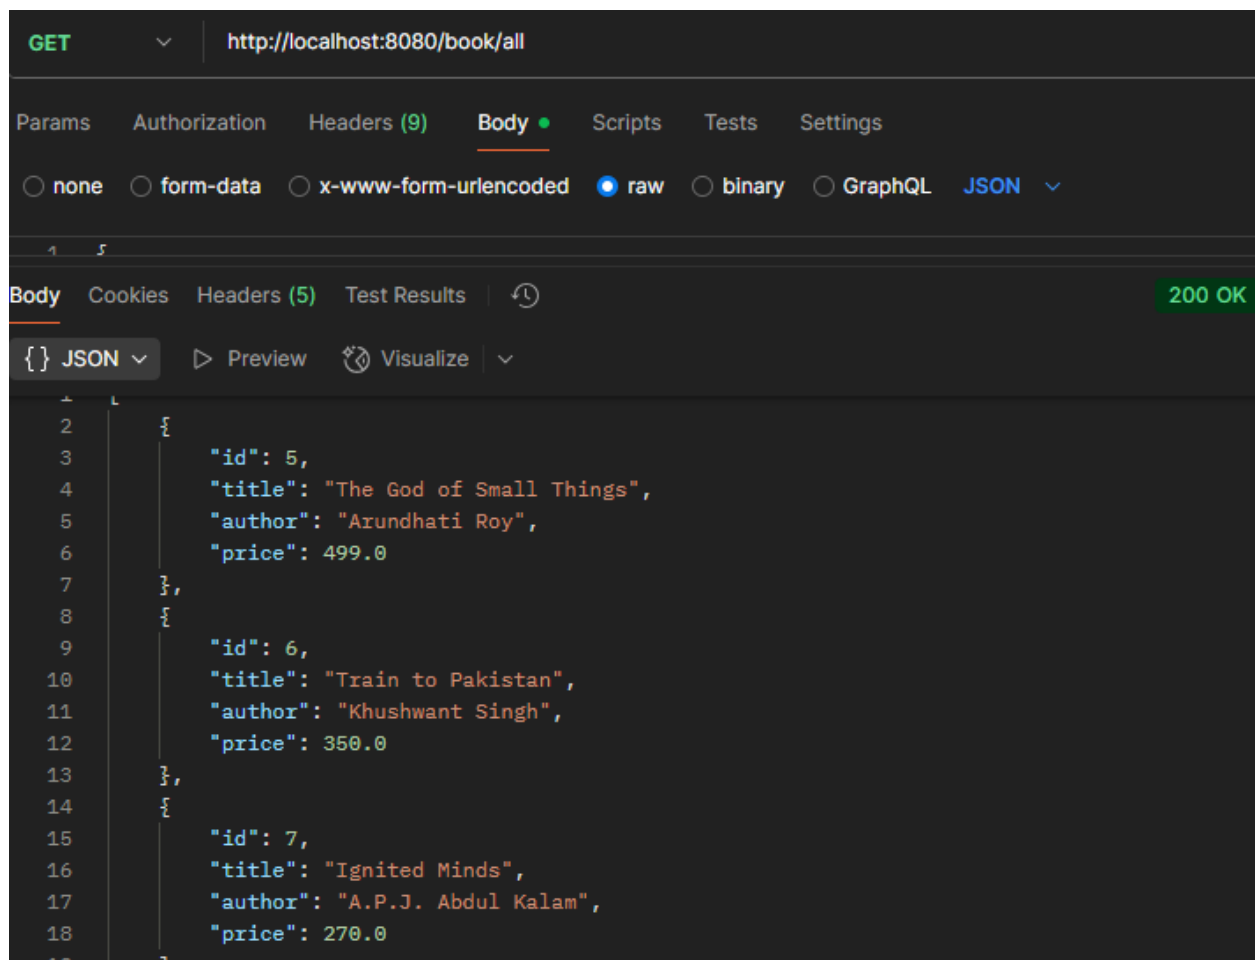 GET http://localhost:8080/book/all
Params Authorization Headers (9) Body Scripts Tests Settings
none form-data x-www-form-urlencoded raw binary GraphQL JSON
1 {
Body Cookies Headers (5) Test Results 200 OK
{} JSON Preview Visualize
1 [
2 {
3 "id": 5,
4 "title": "The God of Small Things",
5 "author": "Arundhati Roy",
6 "price": 499.0
7 },
8 {
9 "id": 6,
10 "title": "Train to Pakistan",
11 "author": "Khushwant Singh",
12 "price": 350.0
13 },
14 {
15 "id": 7,
16 "title": "Ignited Minds",
17 "author": "A.P.J. Abdul Kalam",
18 "price": 270.0